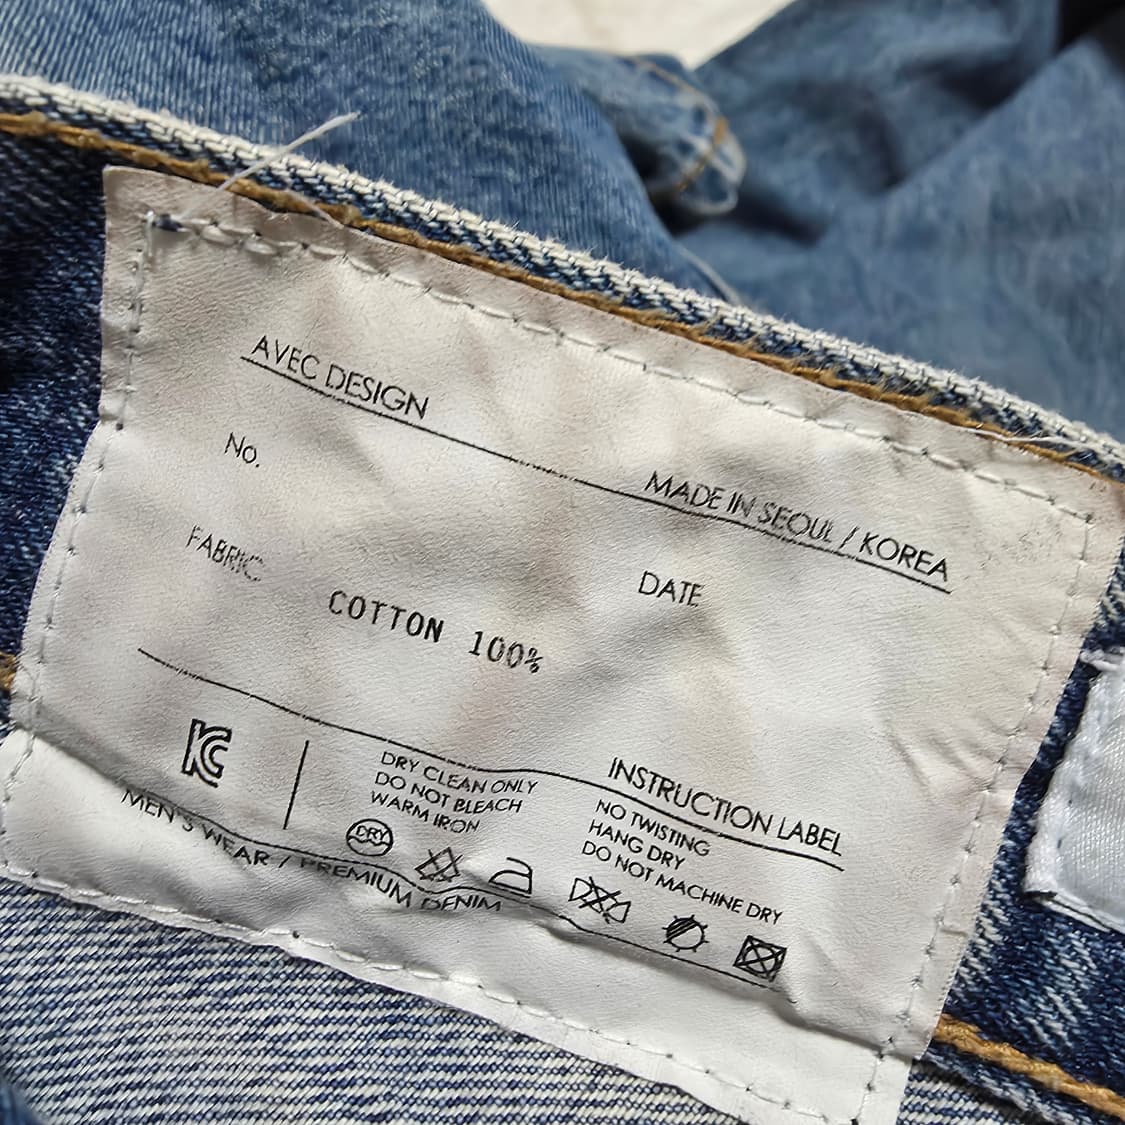 AVEC DESIGN
MADE IN SEOUL / KOREA
No.
DATE
FABRIC
COTTON 100%
INSTRUCTION LABEL
KC
DRY CLEAN ONLY
DO NOT BLEACH
WARM IRON
NO TWISTING
HANG DRY
DO NOT MACHINE DRY
DRY
MEN'S WEAR / PREMIUM DENIM